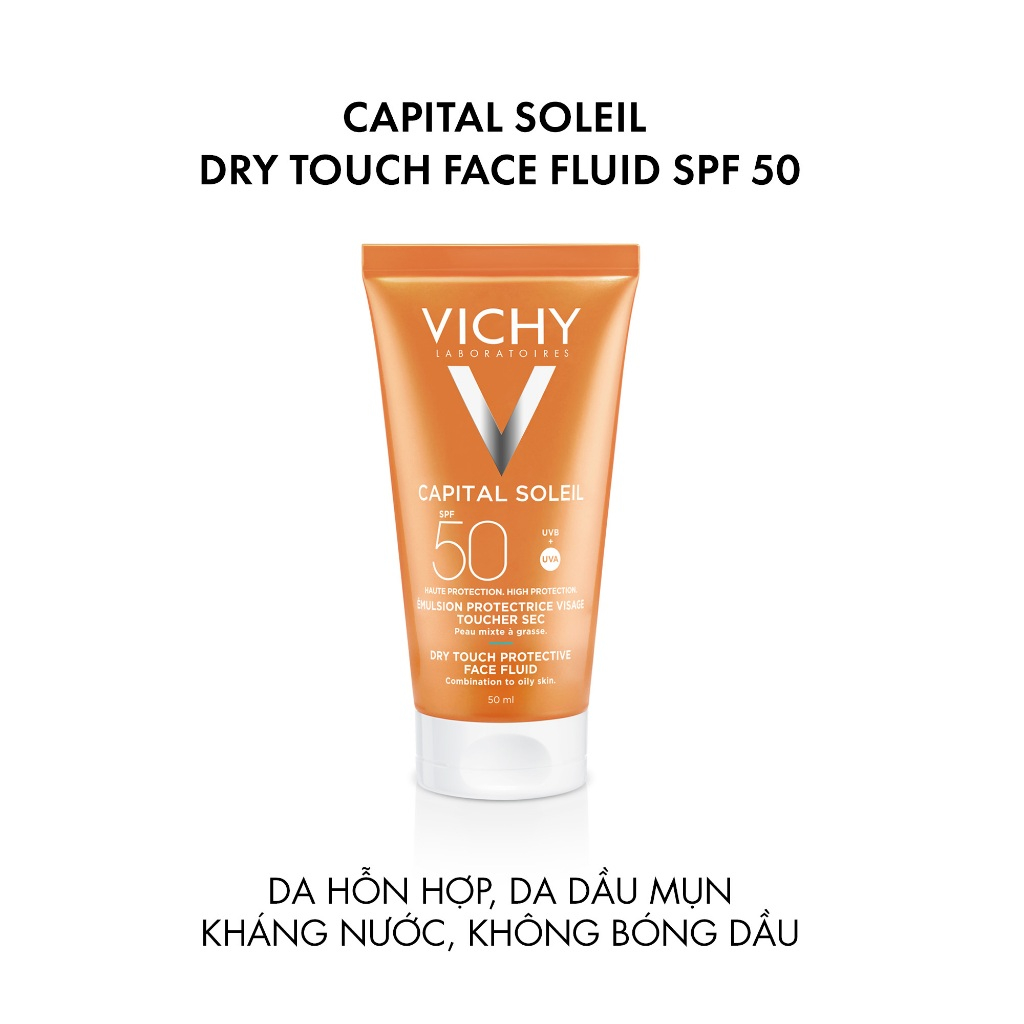 CAPITAL SOLEIL
DRY TOUCH FACE FLUID SPF 50
VICHY
LABORATOIRES
CAPITAL SOLEIL
SPF
50
UVB
+
UVA
HAUTE PROTECTION. HIGH PROTECTION.
ÉMULSION PROTECTRICE VISAGE
TOUCHER SEC
Peau mixte à grasse.
DRY TOUCH PROTECTIVE
FACE FLUID
Combination to oily skin.
50 ml
DA HỖN HỢP, DA DẦU MỤN
KHÁNG NƯỚC, KHÔNG BÓNG DẦU